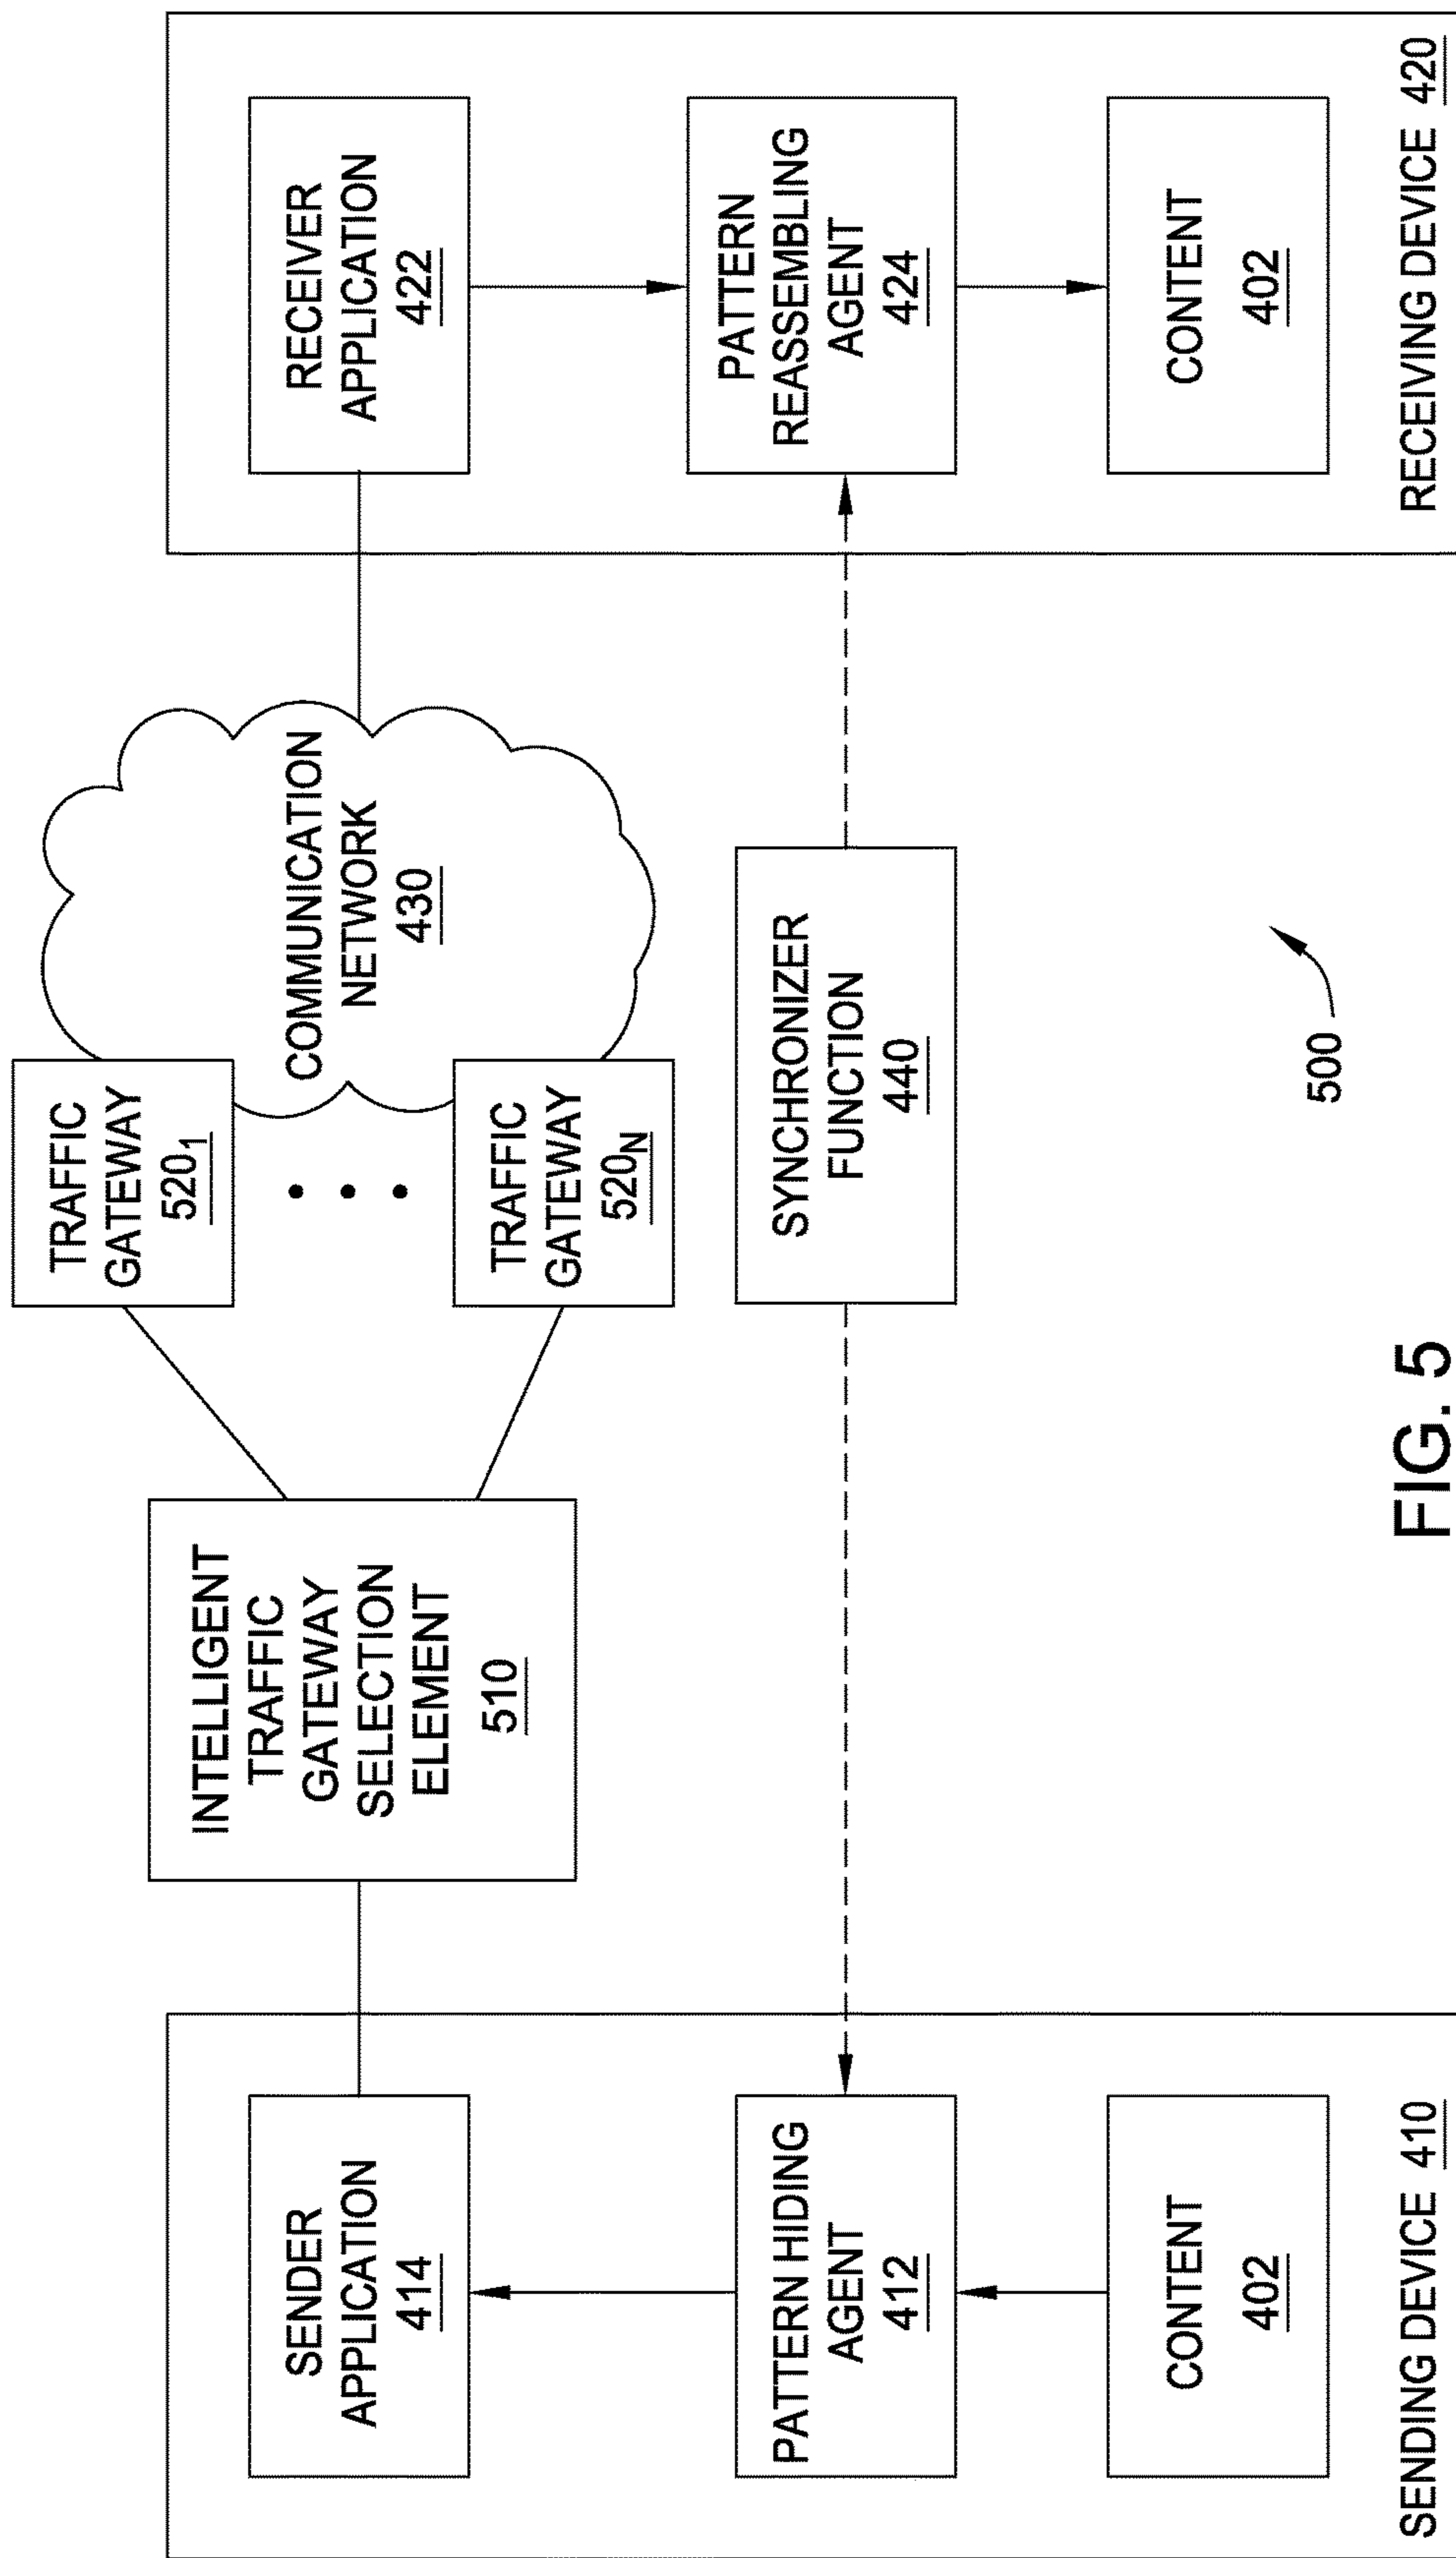 SENDER
APPLICATION
414
PATTERN HIDING
AGENT
412
CONTENT
402
SENDING DEVICE 410
INTELLIGENT
TRAFFIC
GATEWAY
SELECTION
ELEMENT
510
TRAFFIC
GATEWAY
520₁
TRAFFIC
GATEWAY
520ₙ
COMMUNICATION
NETWORK
430
SYNCHRONIZER
FUNCTION
440
500
RECEIVER
APPLICATION
422
PATTERN
REASSEMBLING
AGENT
424
CONTENT
402
RECEIVING DEVICE 420
FIG. 5